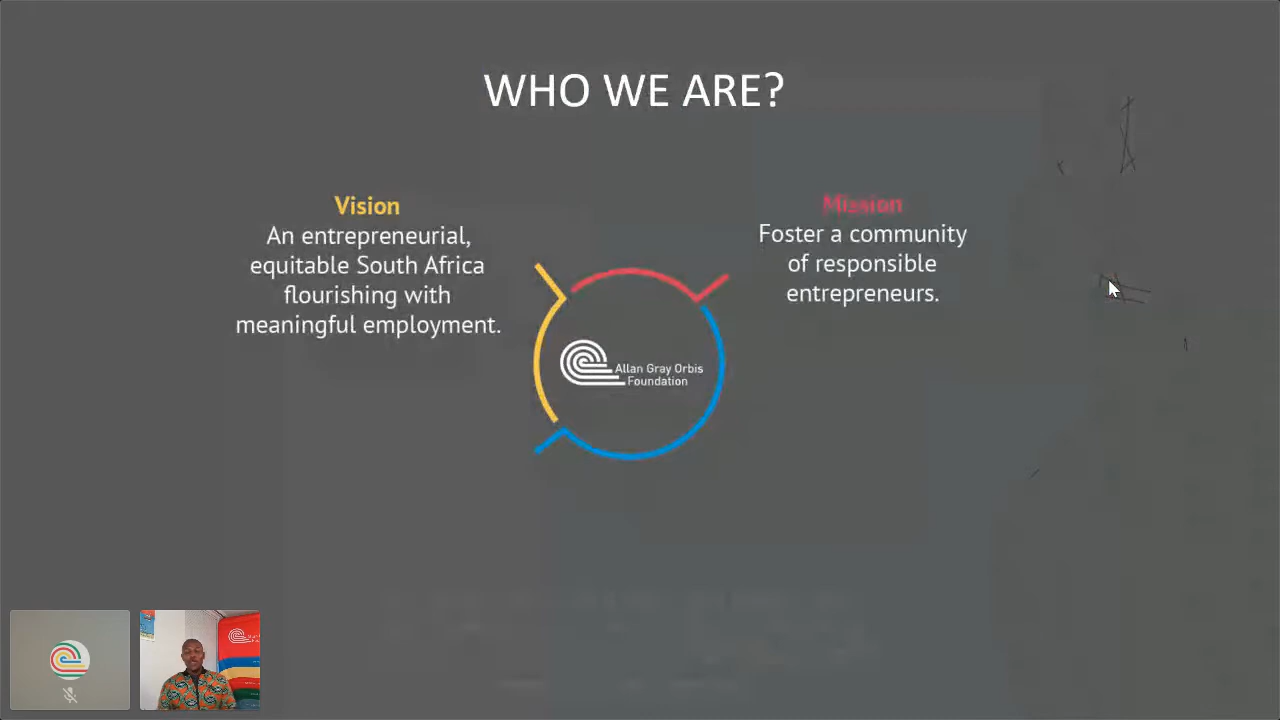 WHO WE ARE?
Vision
An entrepreneurial,
equitable South Africa
flourishing with
meaningful employment.
Mission
Foster a community
of responsible
entrepreneurs.
Allan Gray Orbis
Foundation